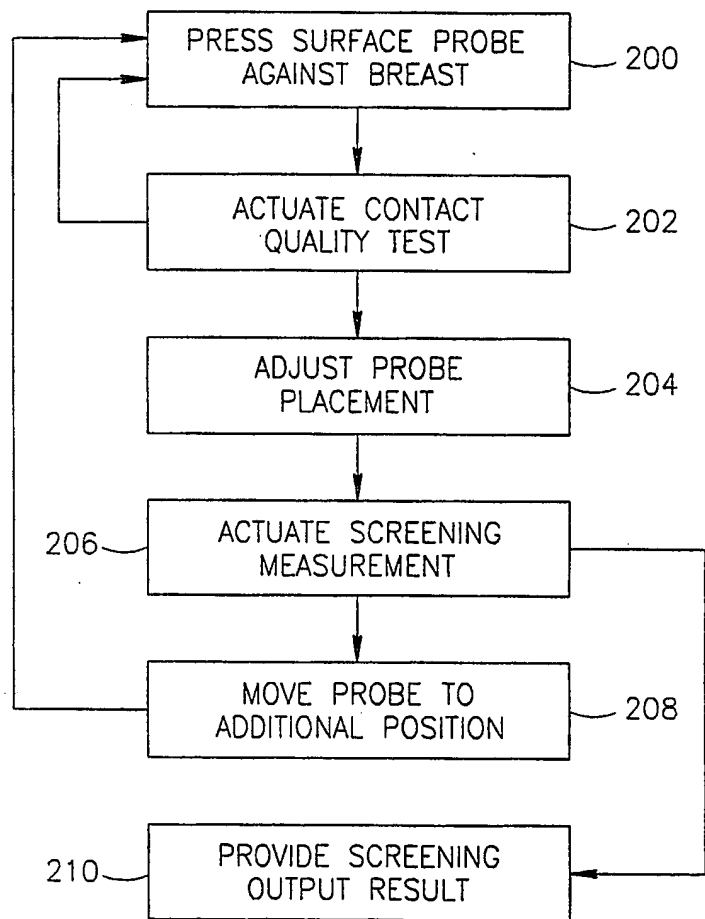 PRESS SURFACE PROBE
AGAINST BREAST
200
ACTUATE CONTACT
QUALITY TEST
202
ADJUST PROBE
PLACEMENT
204
206
ACTUATE SCREENING
MEASUREMENT
MOVE PROBE TO
ADDITIONAL POSITION
208
210
PROVIDE SCREENING
OUTPUT RESULT